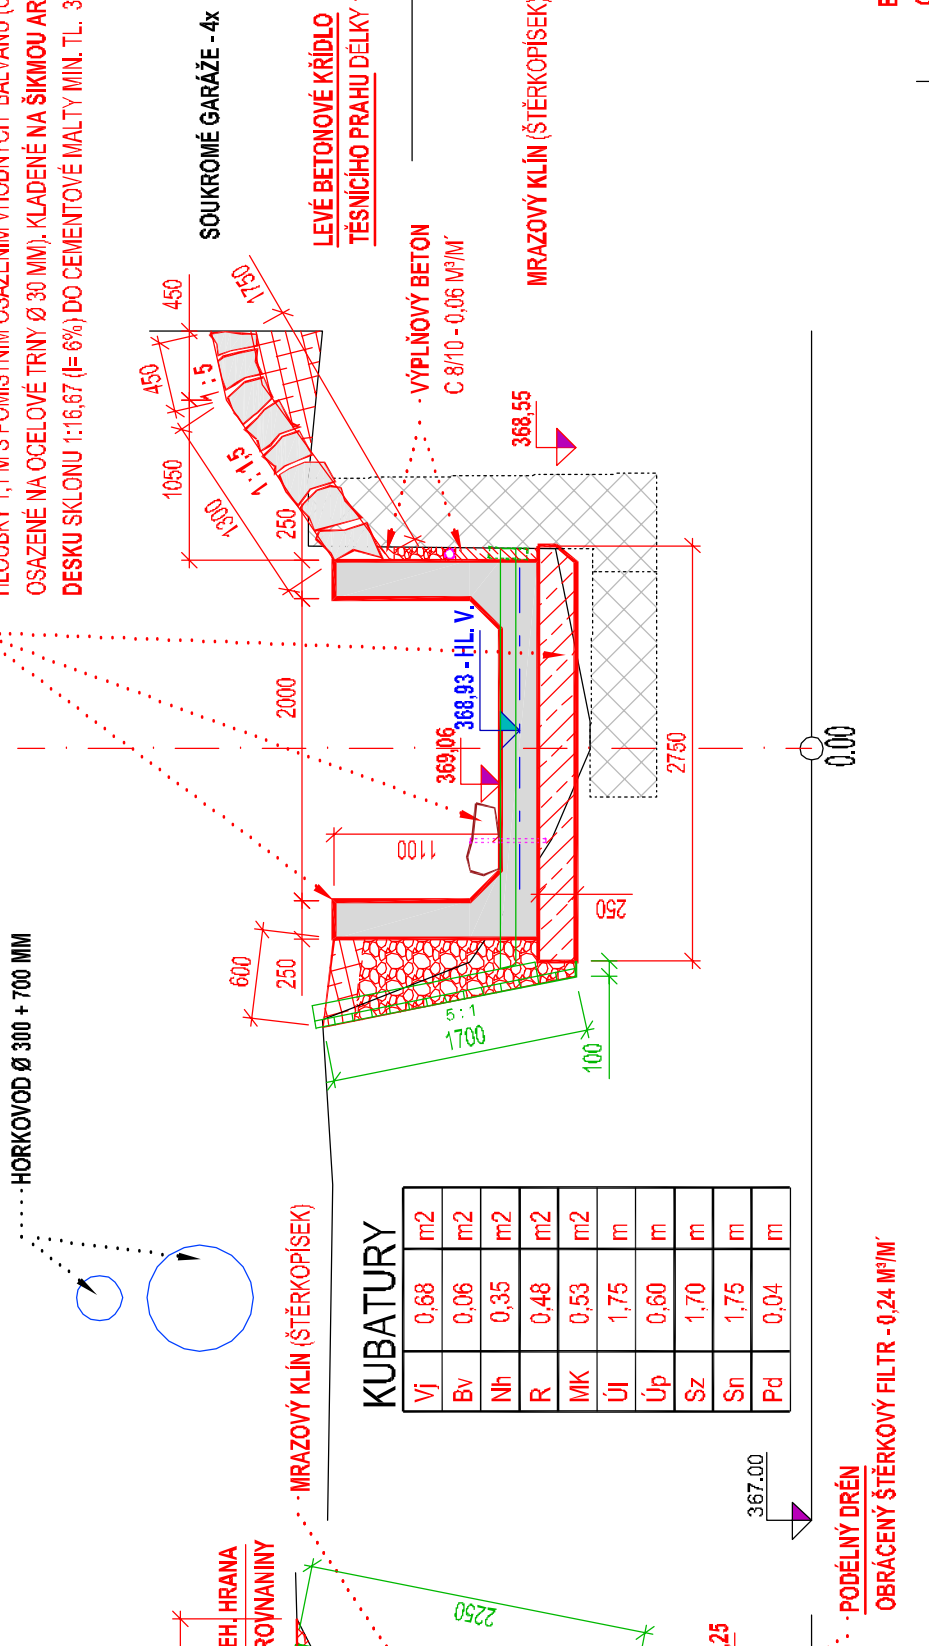 OSAZENÉ NA OCELOVÉ TRNY Ø 30 MM). KLADENÉ NA ŠIKMOU
DESKU SKLONU 1:16,67 (I= 6%) DO CEMENTOVÉ MALTY MIN. TL.
SOUKROMÉ GARÁŽE - 4x
LEVÉ BETONOVÉ KŘÍDLO
TĚSNÍCÍHO PRAHU DÉLKY
VÝPLŇOVÝ BETON
C 8/10 - 0,06 M³/M´
MRAZOVÝ KLÍN (ŠTĚRKOPÍSEK)
HORKOVOD Ø 300 + 700 MM
450
450
1750
1 : 5
1 : 1,5
1050
1300
250
2000
250
600
368,55
368,93 - HL. V.
369,06
1100
250
2750
0.00
5 : 1
1700
100
KUBATURY
Vj 0,68 m2
Bv 0,06 m2
Nh 0,35 m2
R 0,48 m2
MK 0,53 m2
Úl 1,75 m
Úp 0,60 m
Sz 1,70 m
Sn 1,75 m
Pd 0,04 m
MRAZOVÝ KLÍN (ŠTĚRKOPÍSEK)
367.00
PODÉLNÝ DRÉN
OBRÁCENÝ ŠTĚRKOVÝ FILTR - 0,24 M³/M´
HRANA
ROVNANINY
2250